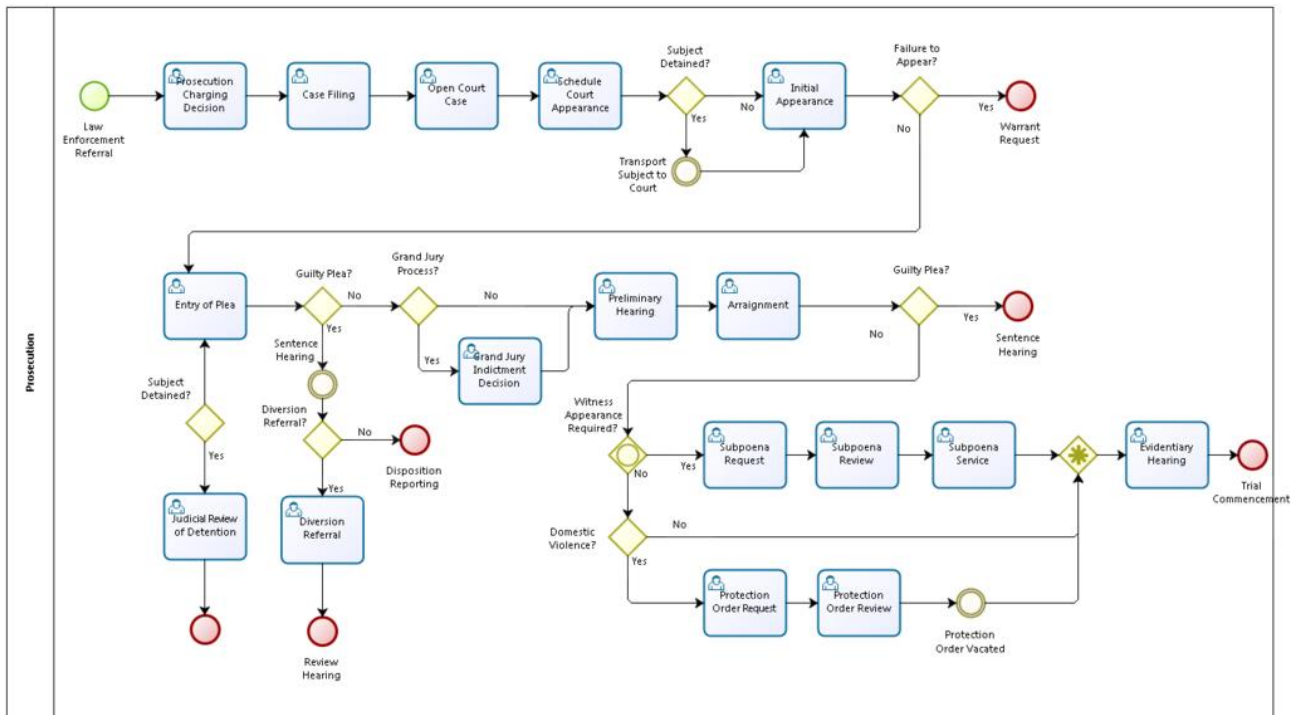 Prosecution
Law
Enforcement
Referral
Prosecution
Charging
Decision
Case Filing
Open Court
Case
Schedule
Court
Appearance
Subject
Detained?
No
Yes
Transport
Subject to
Court
Initial
Appearance
Failure to
Appear?
Yes
No
Warrant
Request
Entry of Plea
Guilty Plea?
No
Yes
Grand Jury
Process?
No
Yes
Grand Jury
Indictment
Decision
Preliminary
Hearing
Arraignment
Guilty Plea?
Yes
No
Sentence
Hearing
Sentence
Hearing
Subject
Detained?
Yes
Diversion
Referral?
No
Yes
Disposition
Reporting
Judicial Review
of Detention
Diversion
Referral
Review
Hearing
Witness
Appearance
Required?
Yes
No
Subpoena
Request
Subpoena
Review
Subpoena
Service
Evidentiary
Hearing
Trial
Commencement
Domestic
Violence?
No
Yes
Protection
Order Request
Protection
Order Review
Protection
Order Vacated